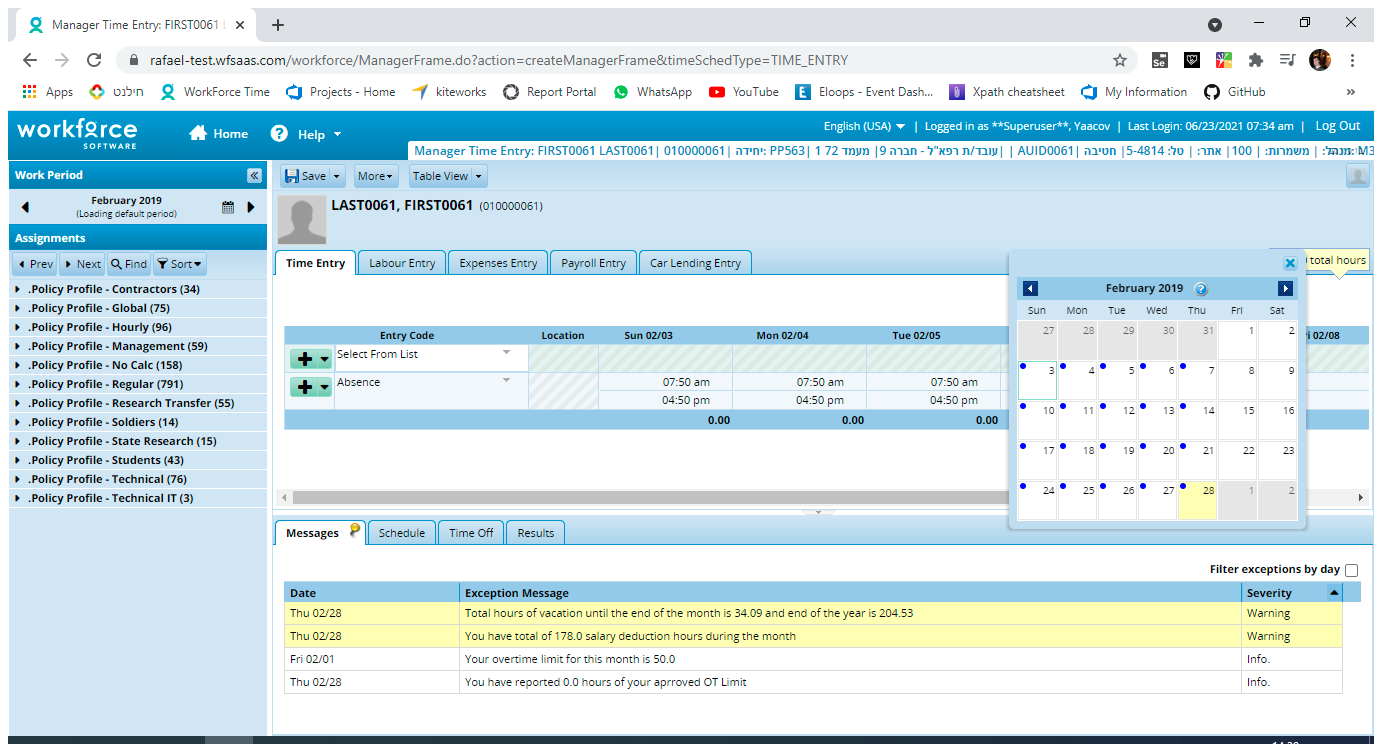 Manager Time Entry: FIRST0061
rafael-test.wfsaas.com/workforce/ManagerFrame.do?action=createManagerFrame&timeSchedType=TIME_ENTRY
Apps חילנט WorkForce Time Projects - Home kiteworks Report Portal WhatsApp YouTube Eloops - Event Dash... Xpath cheatsheet My Information GitHub »
workforce SOFTWARE Home Help English (USA) | Logged in as **Superuser**, Yaacov | Last Login: 06/23/2021 07:34 am | Log Out
Manager Time Entry: FIRST0061 LAST0061| 010000061| יחידה: PP563| 1 מעמד 72 |עובד/ת רפא"ל - חברה 9| | AUID0061| חטיבה |5-4814 :טל |אתר: |100 :משמרות |
Work Period
February 2019
(Loading default period)
Assignments
Prev Next Find Sort
.Policy Profile - Contractors (34)
.Policy Profile - Global (75)
.Policy Profile - Hourly (96)
.Policy Profile - Management (59)
.Policy Profile - No Calc (158)
.Policy Profile - Regular (791)
.Policy Profile - Research Transfer (55)
.Policy Profile - Soldiers (14)
.Policy Profile - State Research (15)
.Policy Profile - Students (43)
.Policy Profile - Technical (76)
.Policy Profile - Technical IT (3)
Save More Table View
LAST0061, FIRST0061 (010000061)
Time Entry Labour Entry Expenses Entry Payroll Entry Car Lending Entry
total hours
Entry Code Location Sun 02/03 Mon 02/04 Tue 02/05 02/08
Select From List
Absence 07:50 am 07:50 am 07:50 am
04:50 pm 04:50 pm 04:50 pm
0.00 0.00 0.00
February 2019
Sun Mon Tue Wed Thu Fri Sat
27 28 29 30 31 1 2
3 4 5 6 7 8 9
10 11 12 13 14 15 16
17 18 19 20 21 22 23
24 25 26 27 28 1 2
Messages Schedule Time Off Results
Filter exceptions by day
Date Exception Message Severity
Thu 02/28 Total hours of vacation until the end of the month is 34.09 and end of the year is 204.53 Warning
Thu 02/28 You have total of 178.0 salary deduction hours during the month Warning
Fri 02/01 Your overtime limit for this month is 50.0 Info.
Thu 02/28 You have reported 0.0 hours of your aprroved OT Limit Info.